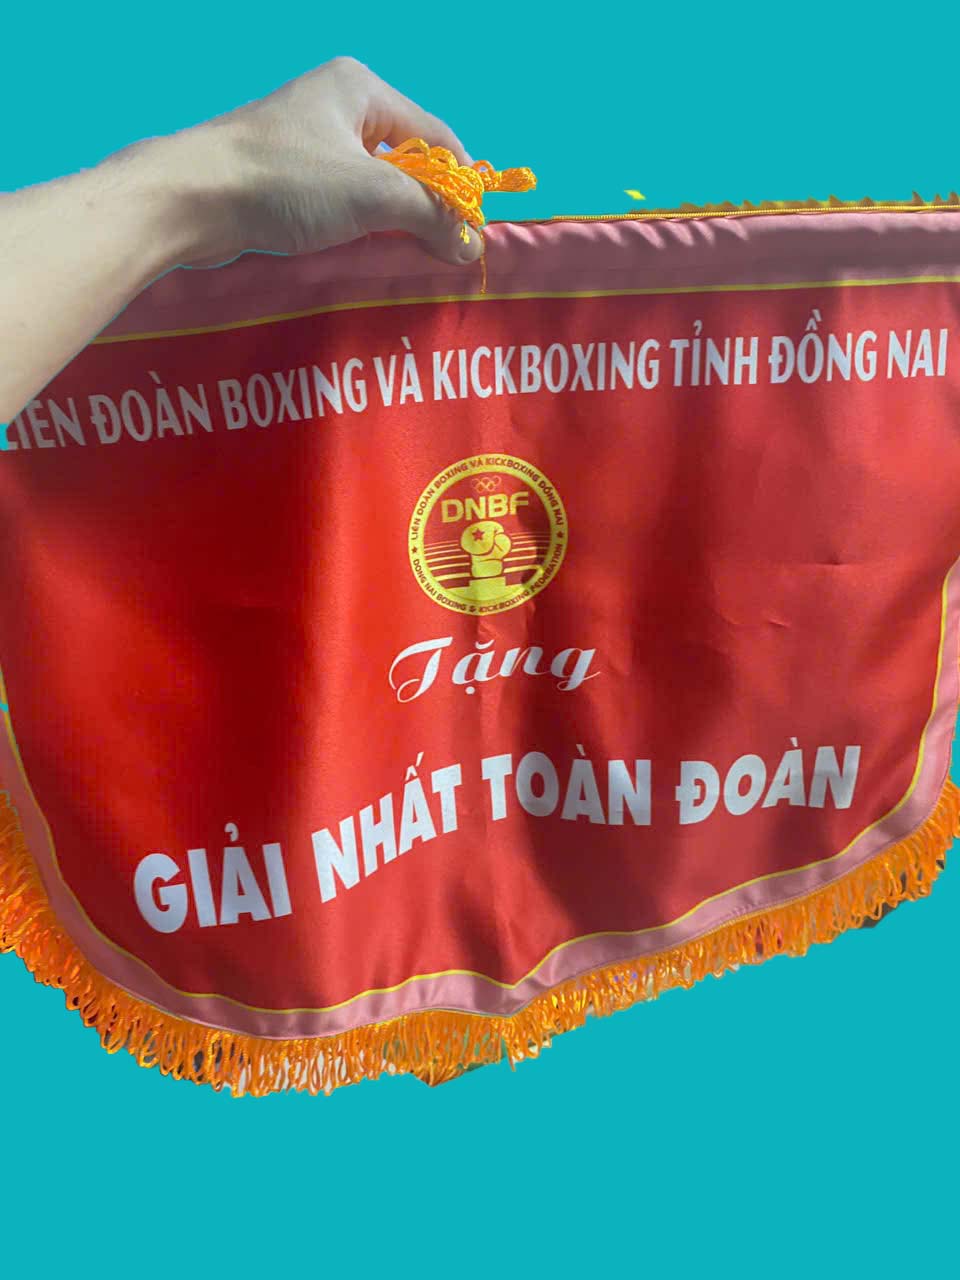 LIÊN ĐOÀN BOXING VÀ KICKBOXING TỈNH ĐỒNG NAI
LIÊN ĐOÀN BOXING VÀ KICKBOXING ĐỒNG NAI
DNBF
★ DONG NAI BOXING & KICKBOXING FEDERATION ★
Tặng
GIẢI NHẤT TOÀN ĐOÀN